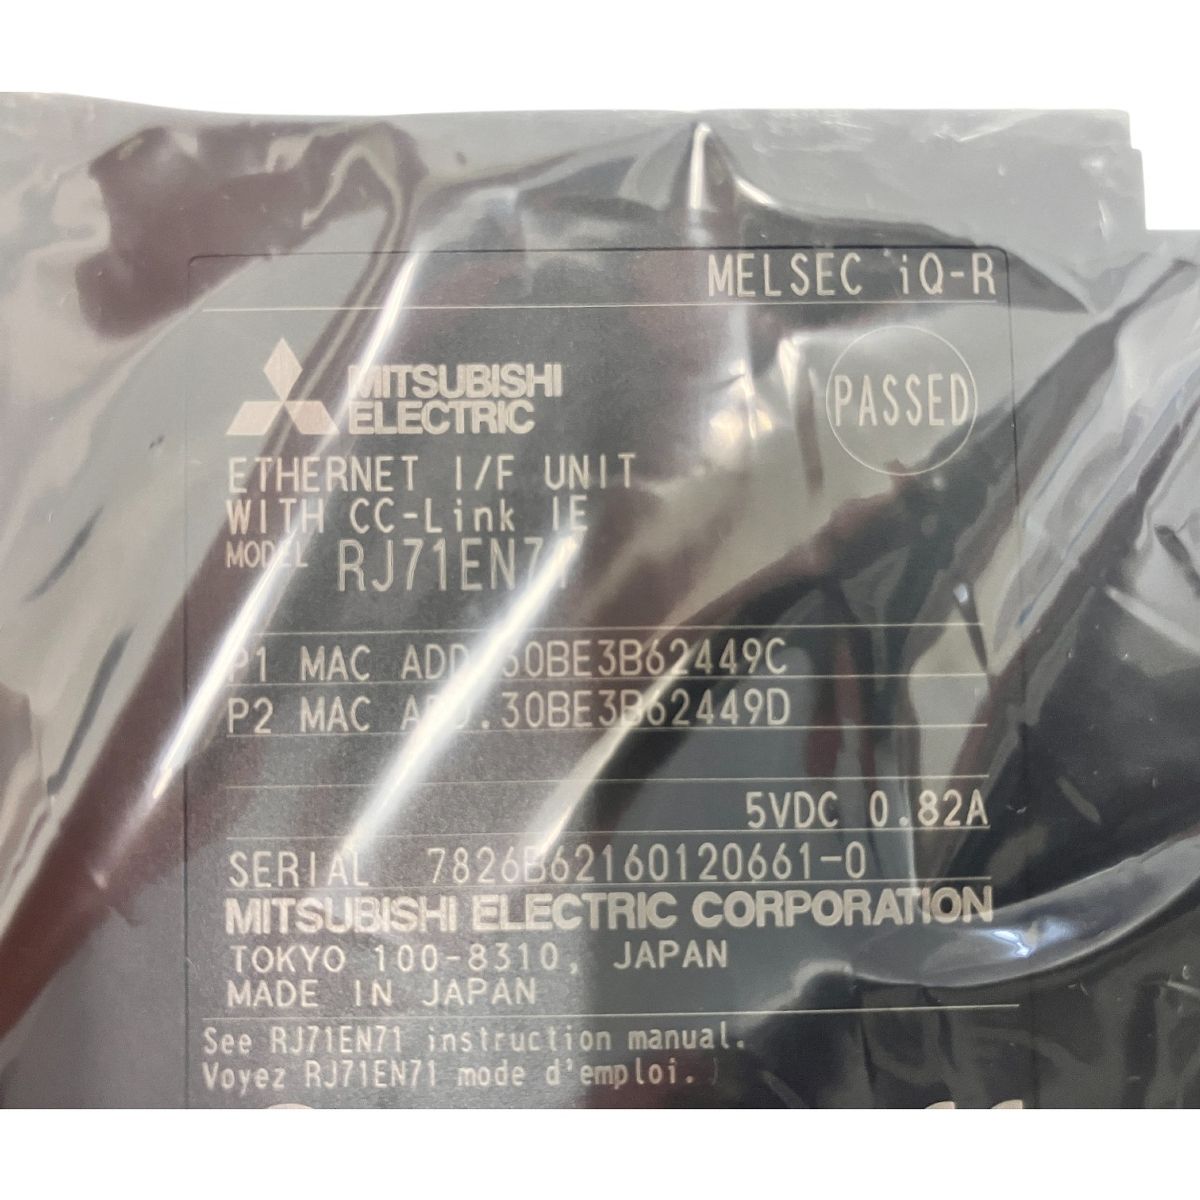 MELSEC iQ-R
MITSUBISHI
ELECTRIC
PASSED
ETHERNET I/F UNIT
WITH CC-Link IE
MODEL RJ71EN71
P1 MAC ADD.30BE3B62449C
P2 MAC ADD.30BE3B62449D
5VDC 0.82A
SERIAL 7826B62160120661-0
MITSUBISHI ELECTRIC CORPORATION
TOKYO 100-8310, JAPAN
MADE IN JAPAN
See RJ71EN71 instruction manual.
Voyez RJ71EN71 mode d'emploi.